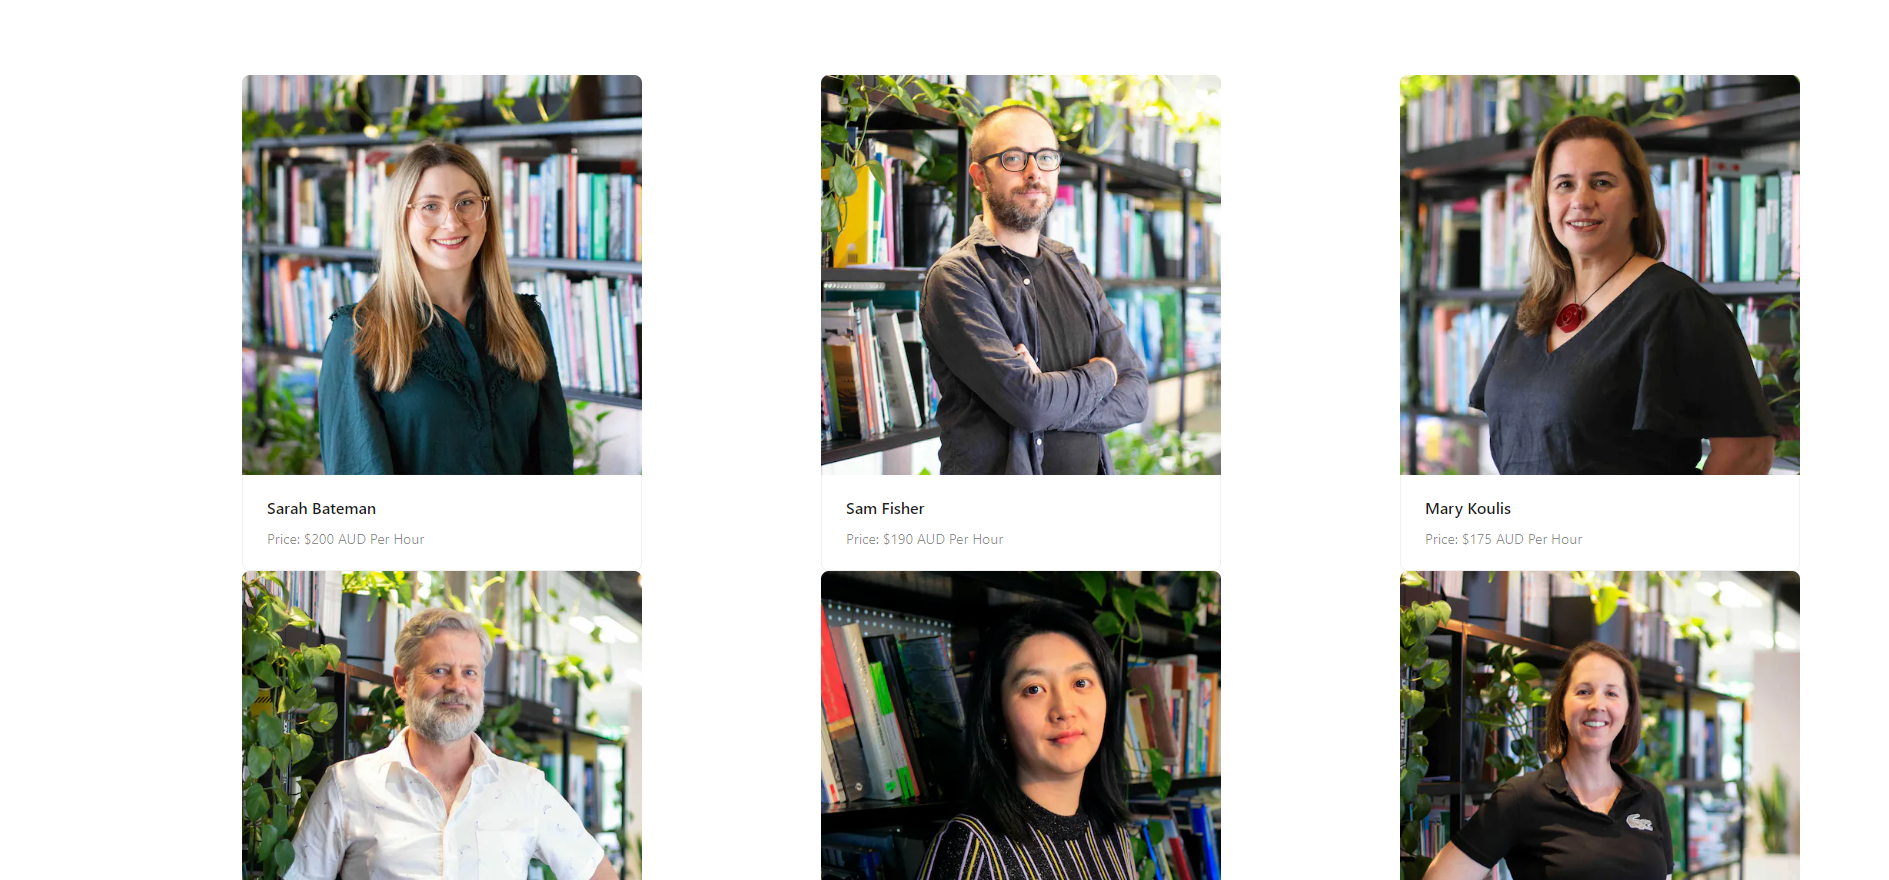 Sarah Bateman
Price: $200 AUD Per Hour
Sam Fisher
Price: $190 AUD Per Hour
Mary Koulis
Price: $175 AUD Per Hour